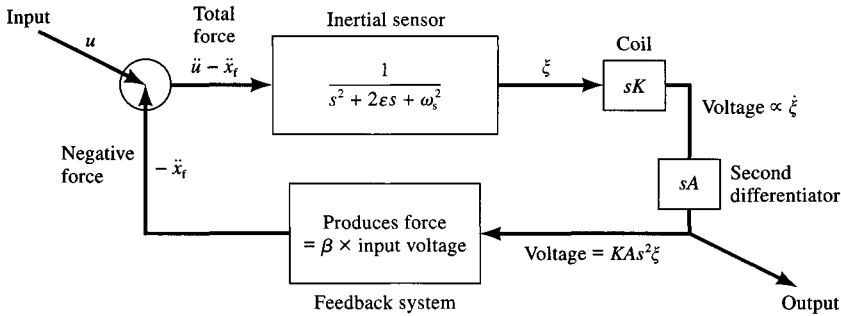 Input
u
Total
force
ü − ẍf
Inertial sensor
1
s² + 2εs + ωs²
ξ
Coil
sK
Voltage ∝ ξ̇
Negative
force
− ẍf
sA
Second
differentiator
Produces force
= β × input voltage
Feedback system
Voltage = KAs²ξ
Output